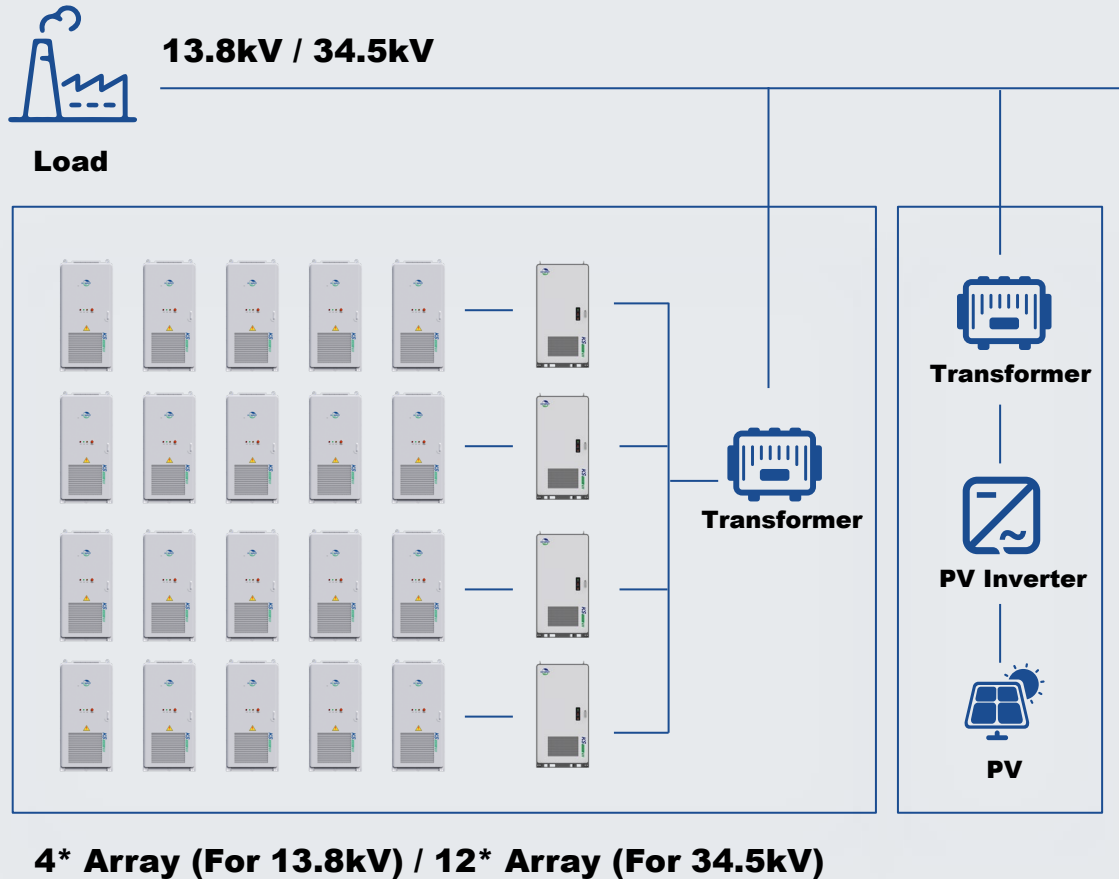 13.8kV / 34.5kV
Load
Transformer
Transformer
PV Inverter
PV
4* Array (For 13.8kV) / 12* Array (For 34.5kV)